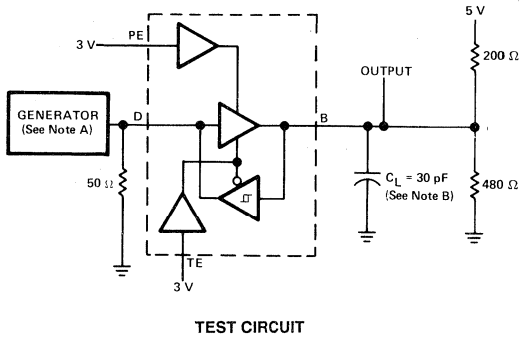 5 V
PE
3 V
200 Ω
OUTPUT
GENERATOR
(See Note A)
D
B
50 Ω
C_L = 30 pF
(See Note B)
480 Ω
TE
3 V
TEST CIRCUIT